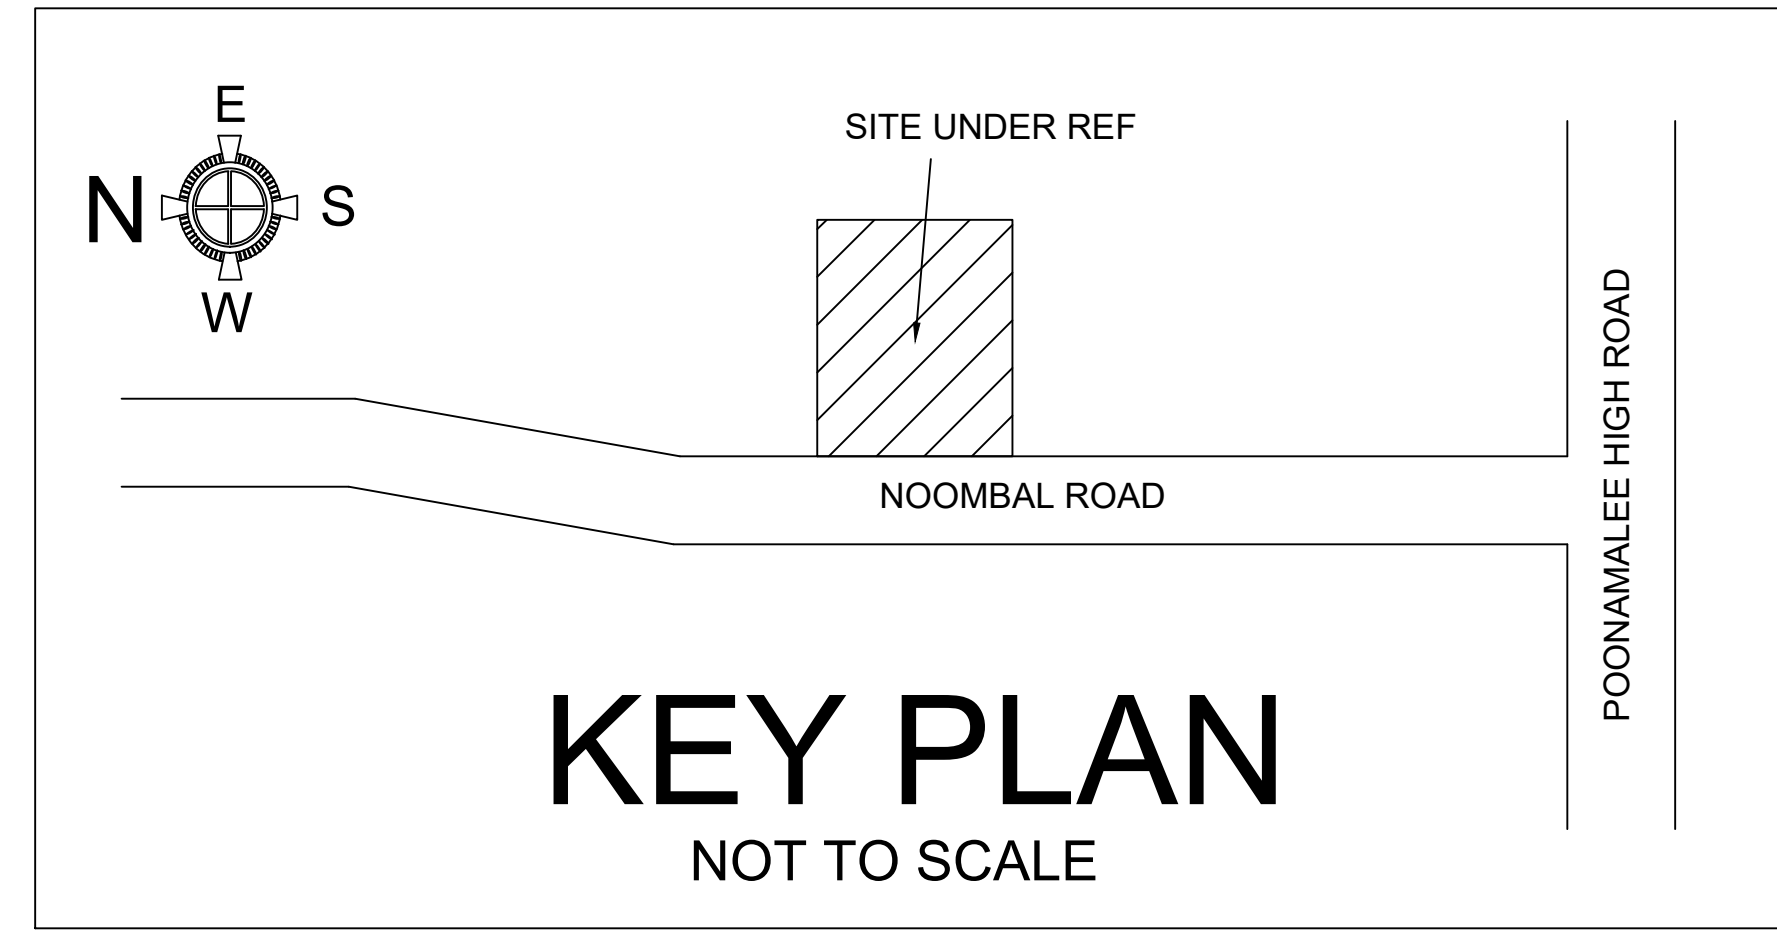 E
N
S
W
SITE UNDER REF
NOOMBAL ROAD
POONAMALEE HIGH ROAD
KEY PLAN
NOT TO SCALE